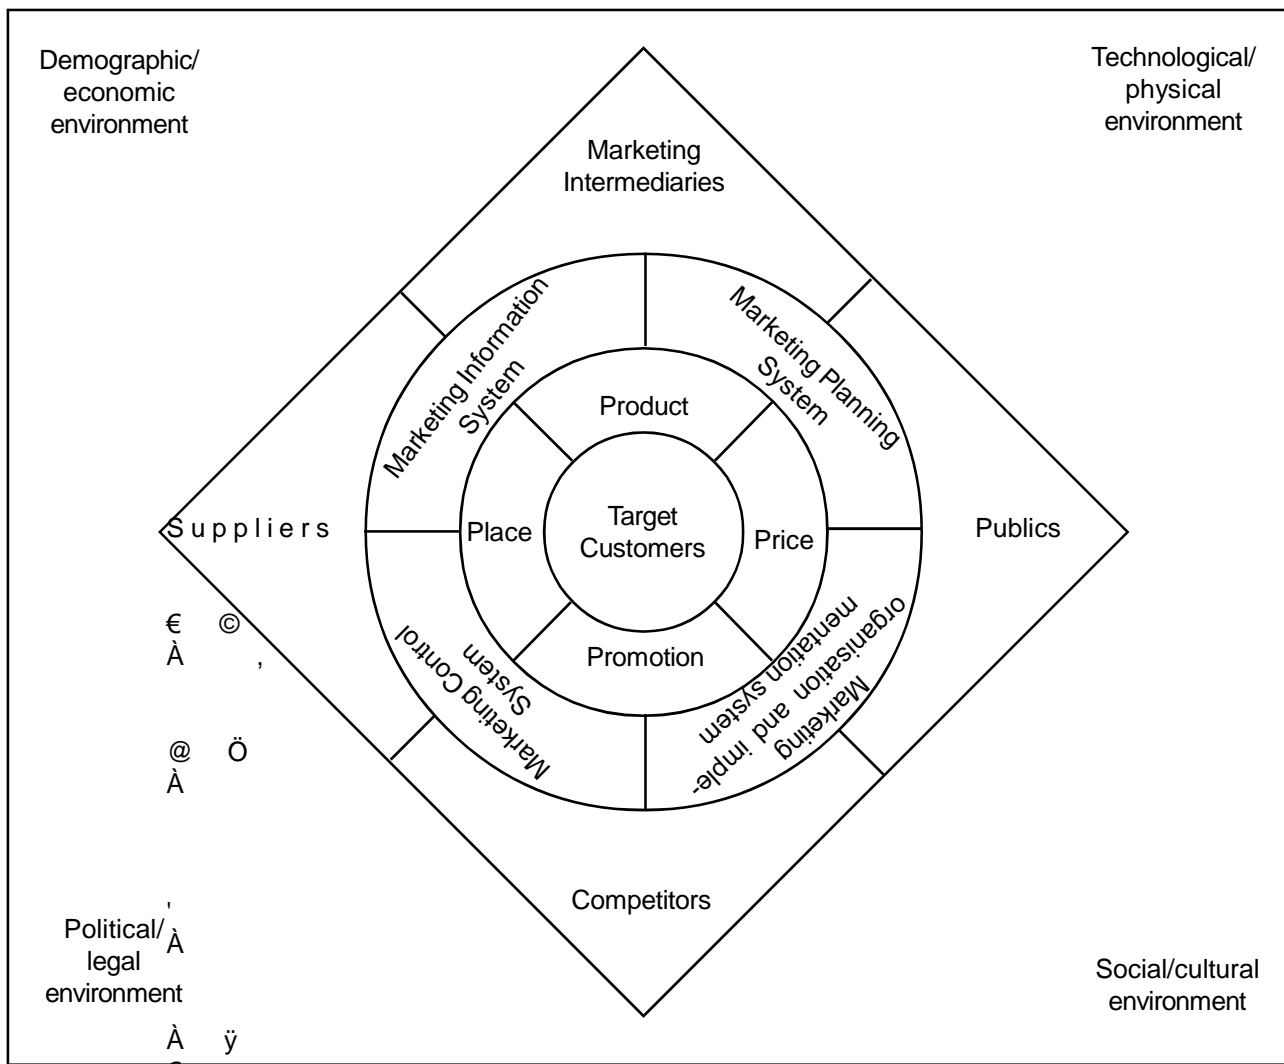 Demographic/
economic
environment
Technological/
physical
environment
Marketing
Intermediaries
Marketing Information
System
Marketing Planning
System
Product
Suppliers
Place
Target
Customers
Price
Publics
Promotion
Marketing Control
System
Marketing
organisation and imple-
mentation system
€ ©
À ,
@ Ö
À
Competitors
'
À
Political/
legal
environment
Social/cultural
environment
À ÿ